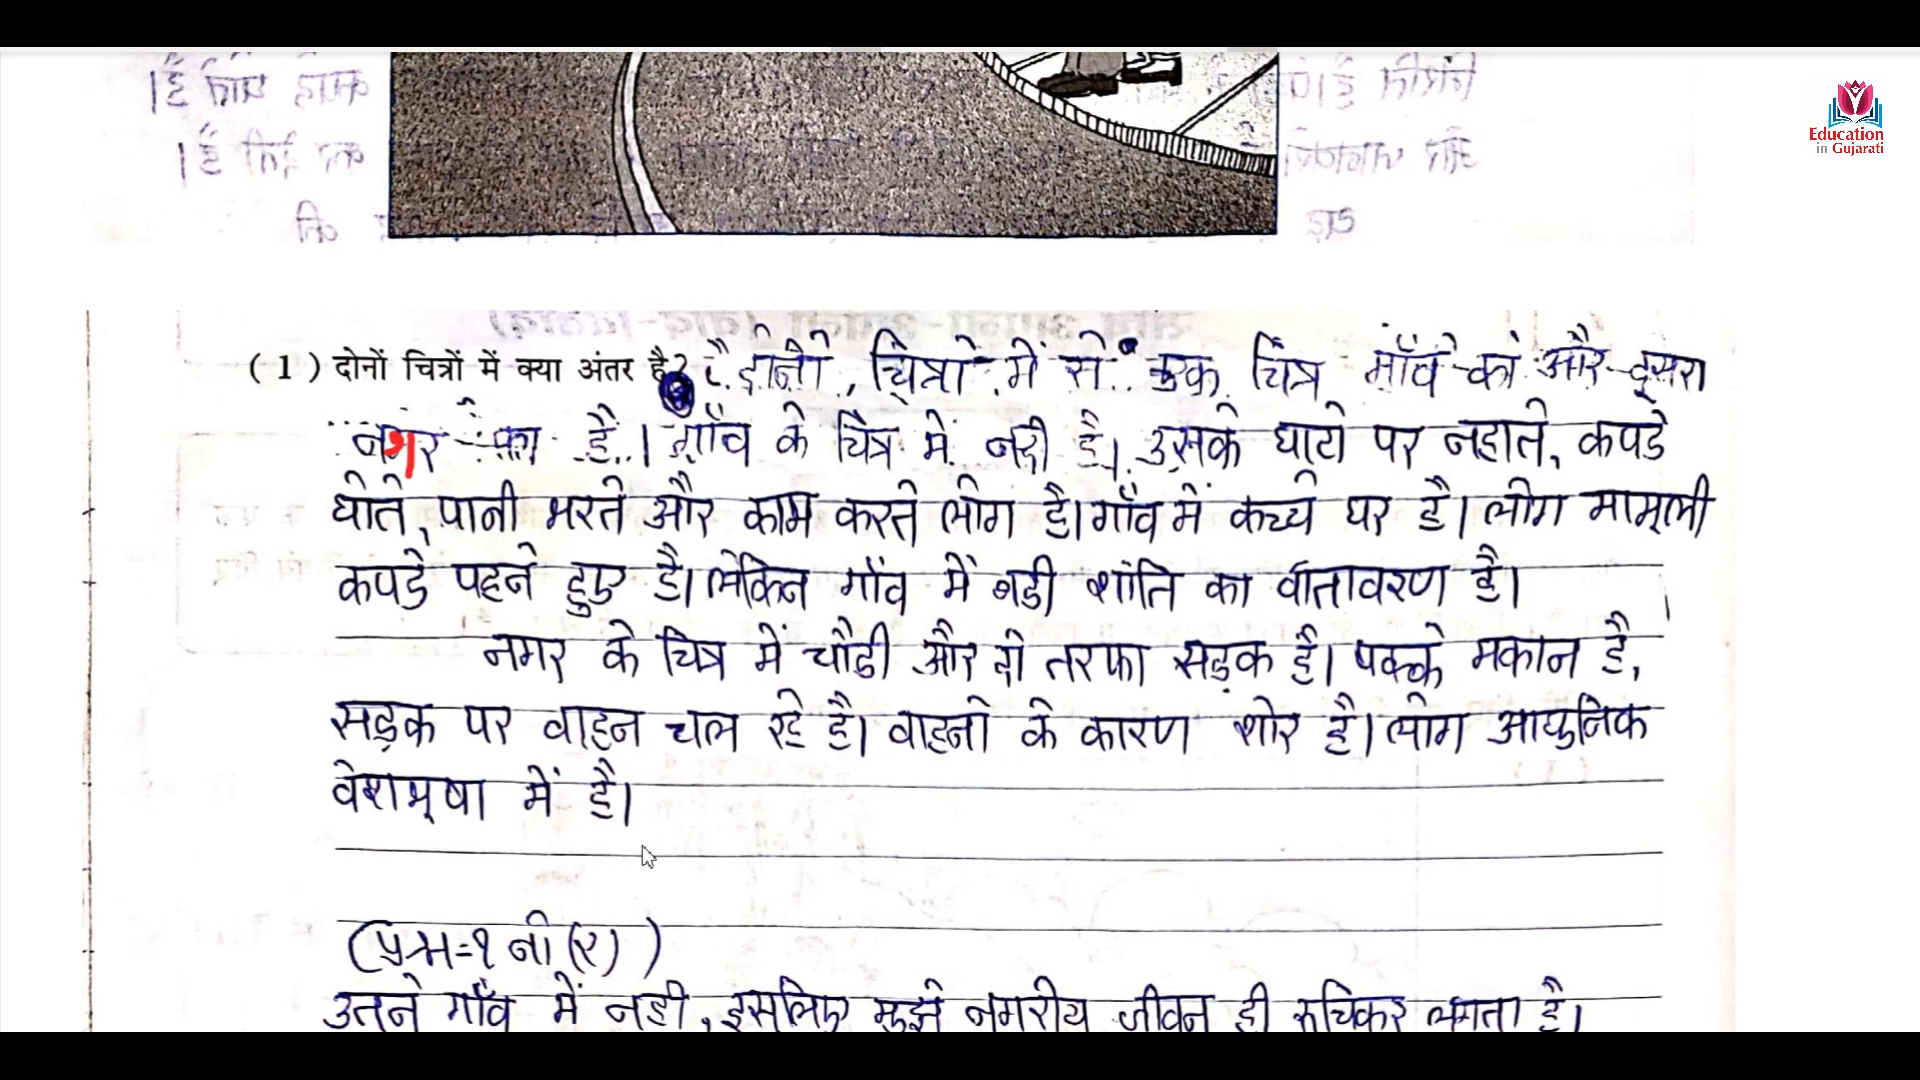 Education
in Gujarati
(1) दोनों चित्रों में क्या अंतर है? दोनों चित्रो में से एक चित्र गाँव का और दूसरा
नगर का है। गाँव के चित्र में नदी है। उसके घाटो पर नहाते, कपडे
धोते, पानी भरते और काम करते लोग है। गाँव में कच्चे घर है। लोग मामूली
कपडे पहने हुए है। लेकिन गाँव में बडी शांति का वातावरण है।
नगर के चित्र में चौडी और दो तरफा सड़क है। पक्के मकान है,
सड़क पर वाहन चल रहे है। वाहनो के कारण शोर है। लोग आधुनिक
वेशभूषा में है।
(प्रश्न=१ नो (२) )
उतने गाँव में नही, इसलिए मुझे नगरीय जीवन ही रुचिकर लगता है।